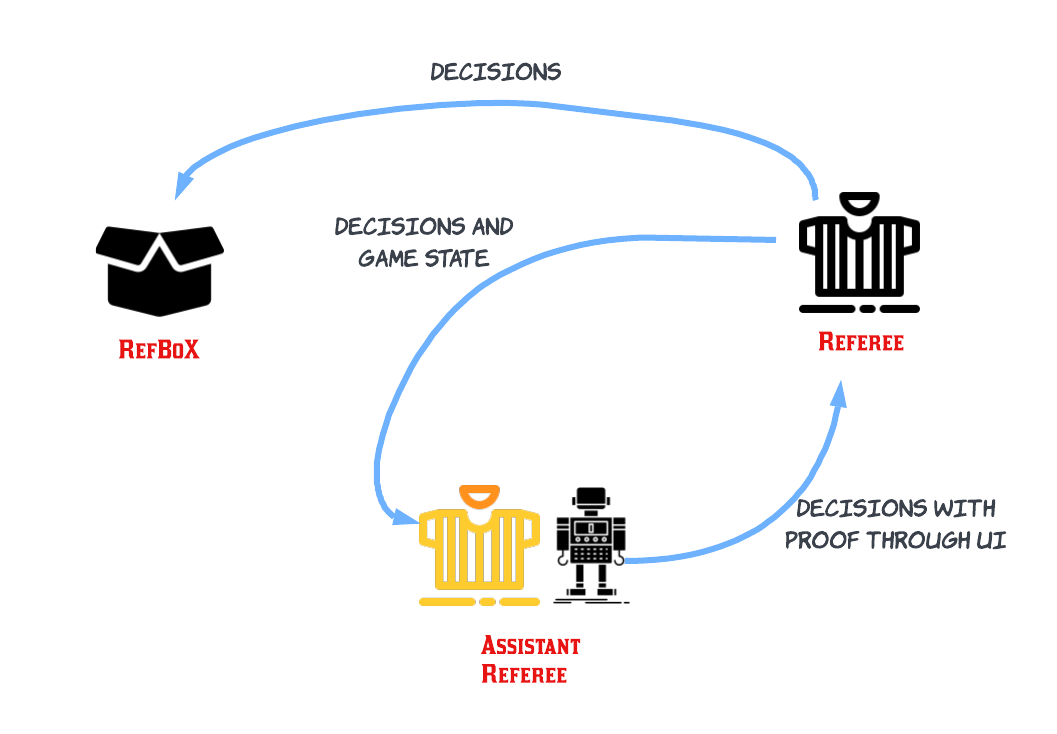 DECISIONS
DECISIONS AND
GAME STATE
REFBOX
REFEREE
DECISIONS WITH
PROOF THROUGH UI
ASSISTANT
REFEREE